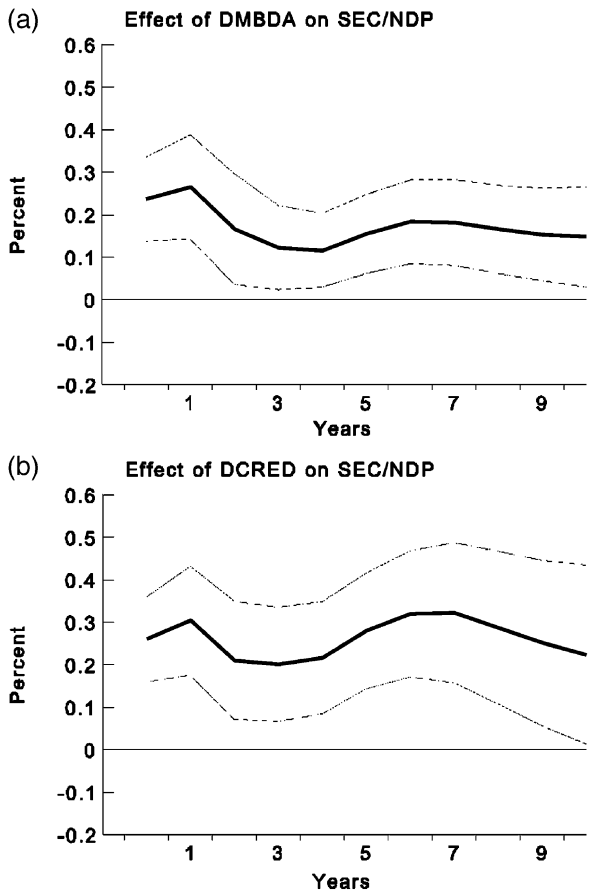 (a) Effect of DMBDA on SEC/NDP
0.6
0.5
0.4
0.3
0.2
0.1
0
-0.1
-0.2
Percent
1 3 5 7 9
Years
(b) Effect of DCRED on SEC/NDP
0.6
0.5
0.4
0.3
0.2
0.1
0
-0.1
-0.2
Percent
1 3 5 7 9
Years